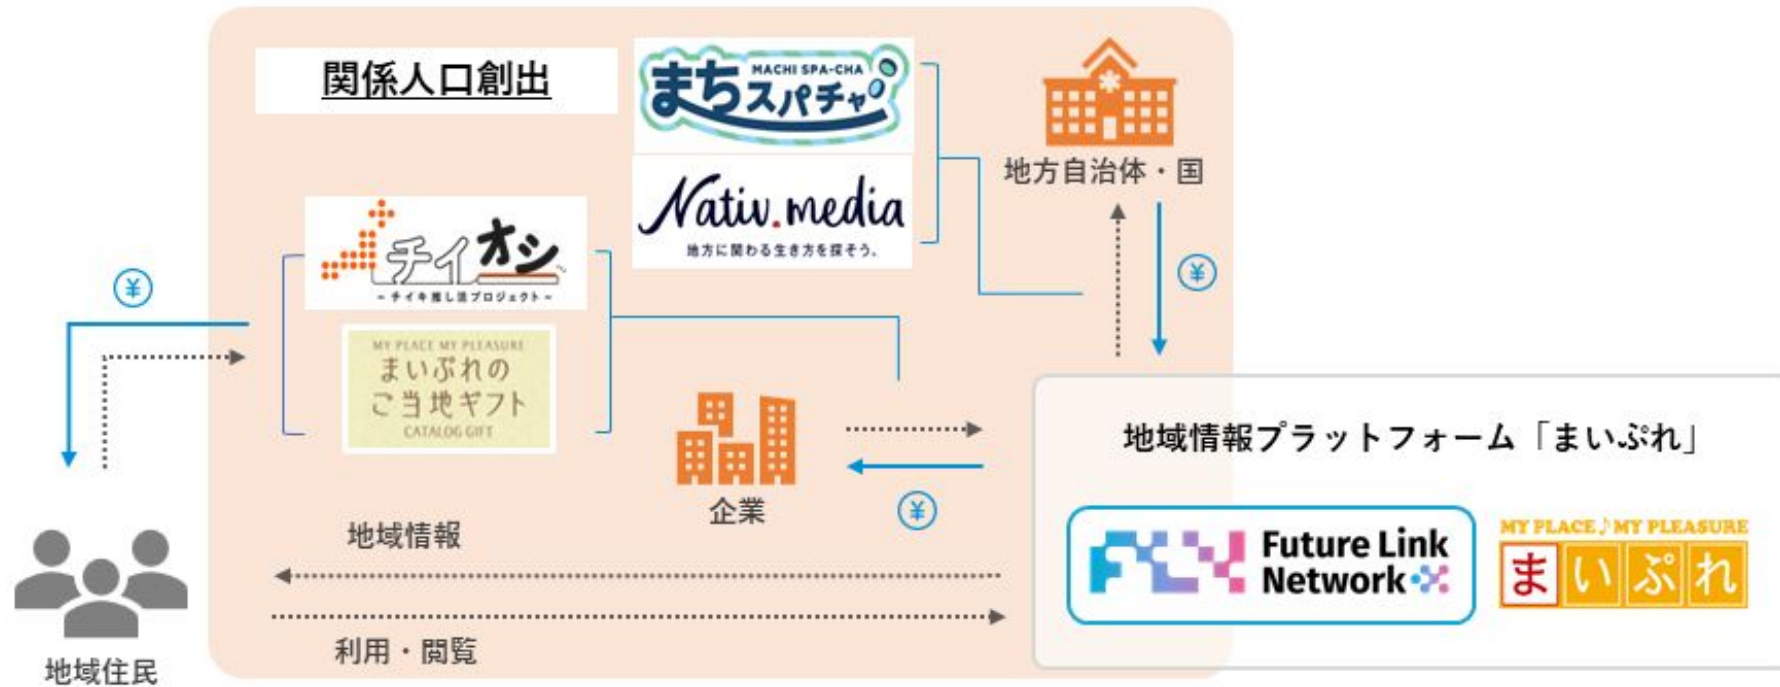 関係人口創出
MACHI SPA-CHA
まちスパチャ
Nativ.media
地方に関わる生き方を探そう。
地方自治体・国
チイオシ
~チイキ推し活プロジェクト~
¥
¥
MY PLACE MY PLEASURE
まいぷれの
ご当地ギフト
CATALOG GIFT
企業
¥
地域情報プラットフォーム「まいぷれ」
FLN
Future Link
Network
MY PLACE♪MY PLEASURE
まいぷれ
地域情報
利用・閲覧
地域住民